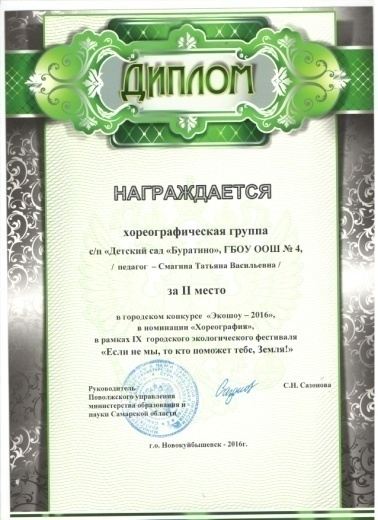 ДИПЛОМ
НАГРАЖДАЕТСЯ
хореографическая группа
с/п «Детский сад «Буратино», ГБОУ ООШ № 4,
/ педагог – Смагина Татьяна Васильевна /
за II место
в городском конкурсе «Экошоу – 2016»,
в номинации «Хореография»,
в рамках IX городского экологического фестиваля
«Если не мы, то кто поможет тебе, Земля!»
Руководитель
Поволжского управления
министерства образования и
науки Самарской области
С.Н. Сазонова
г.о. Новокуйбышевск - 2016г.